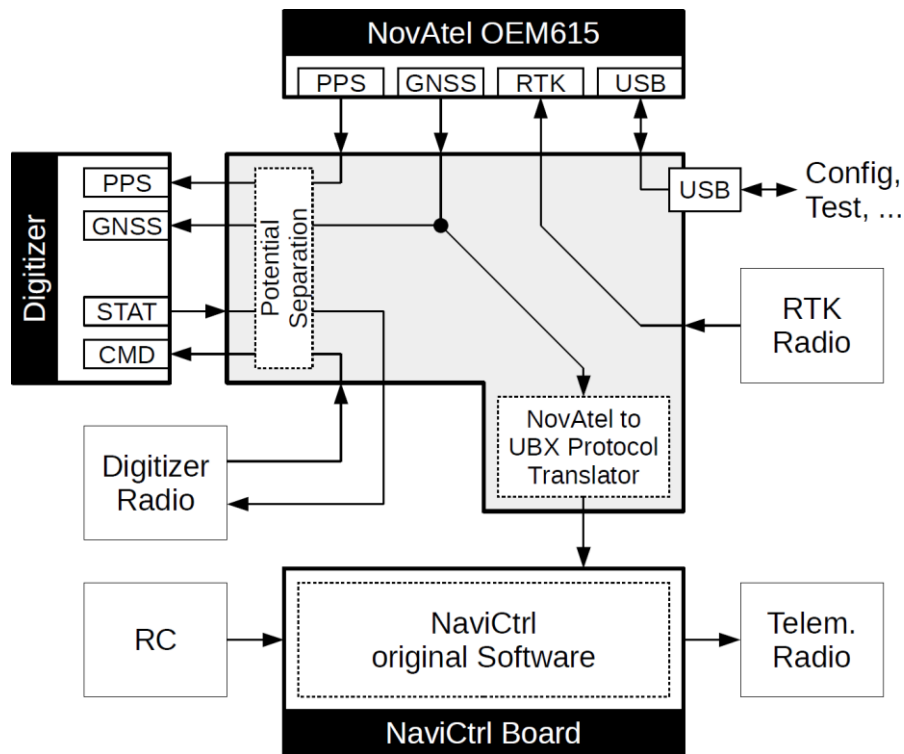 NovAtel OEM615
PPS GNSS RTK USB
Digitizer
PPS
GNSS
STAT
CMD
Potential
Separation
USB
Config,
Test, ...
RTK
Radio
NovAtel to
UBX Protocol
Translator
Digitizer
Radio
RC
NaviCtrl
original Software
Telem.
Radio
NaviCtrl Board